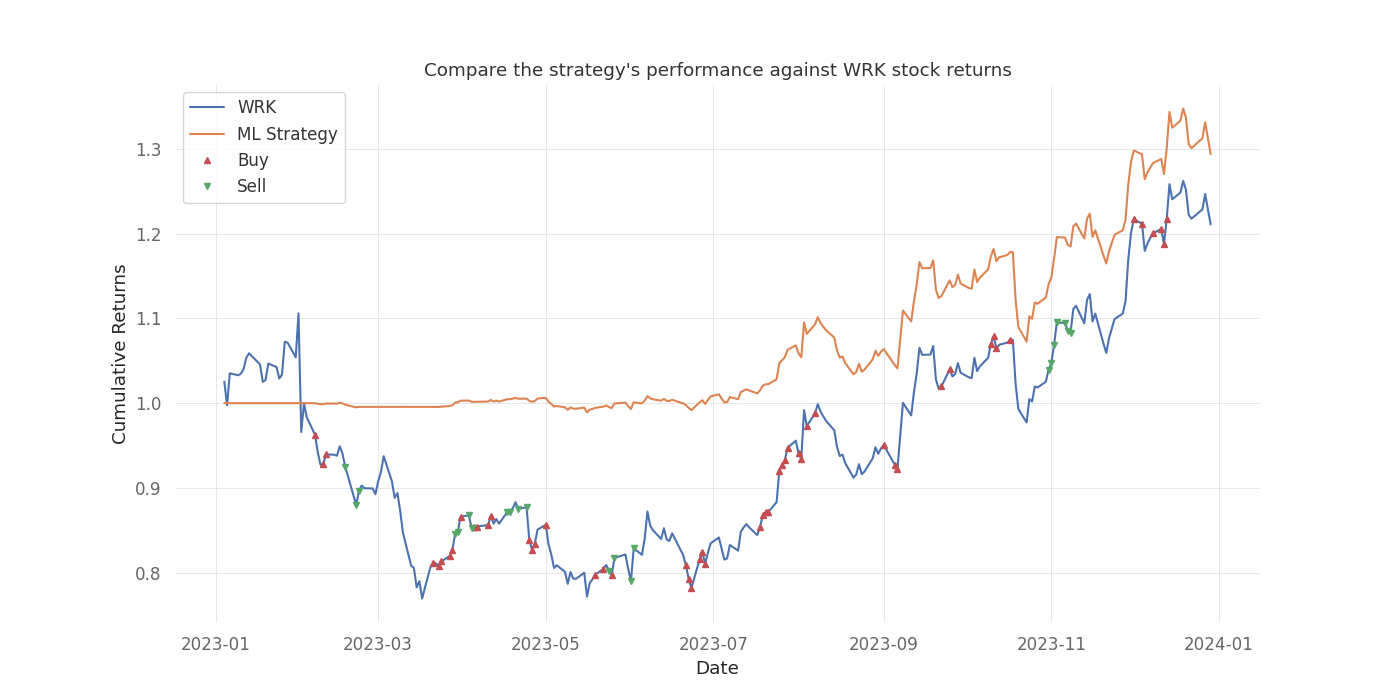 Compare the strategy's performance against WRK stock returns
WRK
ML Strategy
Buy
Sell
Cumulative Returns
1.3
1.2
1.1
1.0
0.9
0.8
2023-01
2023-03
2023-05
2023-07
2023-09
2023-11
2024-01
Date